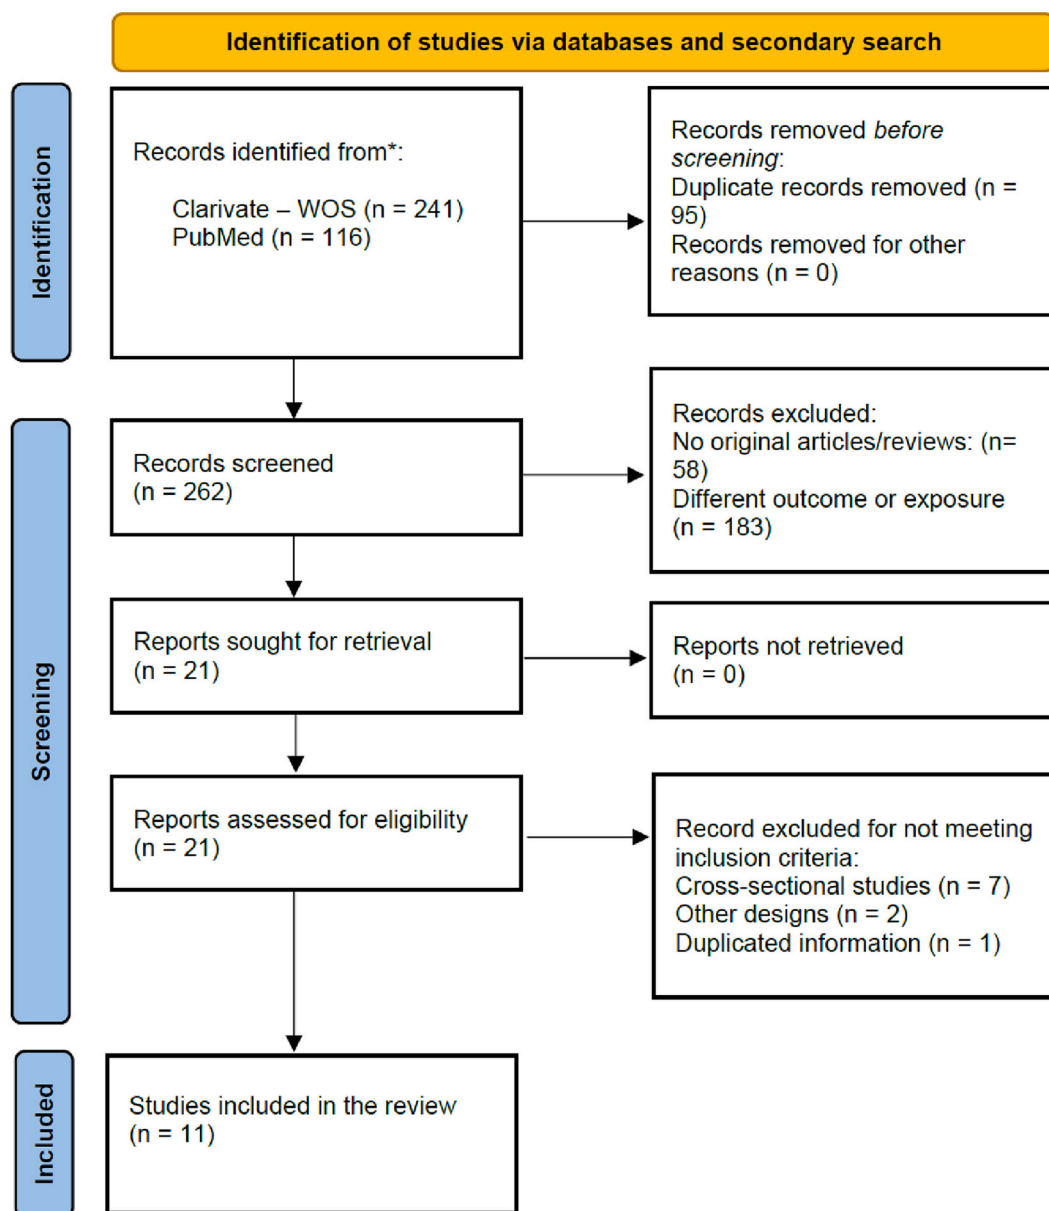 Identification of studies via databases and secondary search
Identification
Records identified from*:
Clarivate – WOS (n = 241)
PubMed (n = 116)
Records removed before
screening:
Duplicate records removed (n =
95)
Records removed for other
reasons (n = 0)
Screening
Records screened
(n = 262)
Records excluded:
No original articles/reviews: (n=
58)
Different outcome or exposure
(n = 183)
Reports sought for retrieval
(n = 21)
Reports not retrieved
(n = 0)
Reports assessed for eligibility
(n = 21)
Record excluded for not meeting
inclusion criteria:
Cross-sectional studies (n = 7)
Other designs (n = 2)
Duplicated information (n = 1)
Included
Studies included in the review
(n = 11)